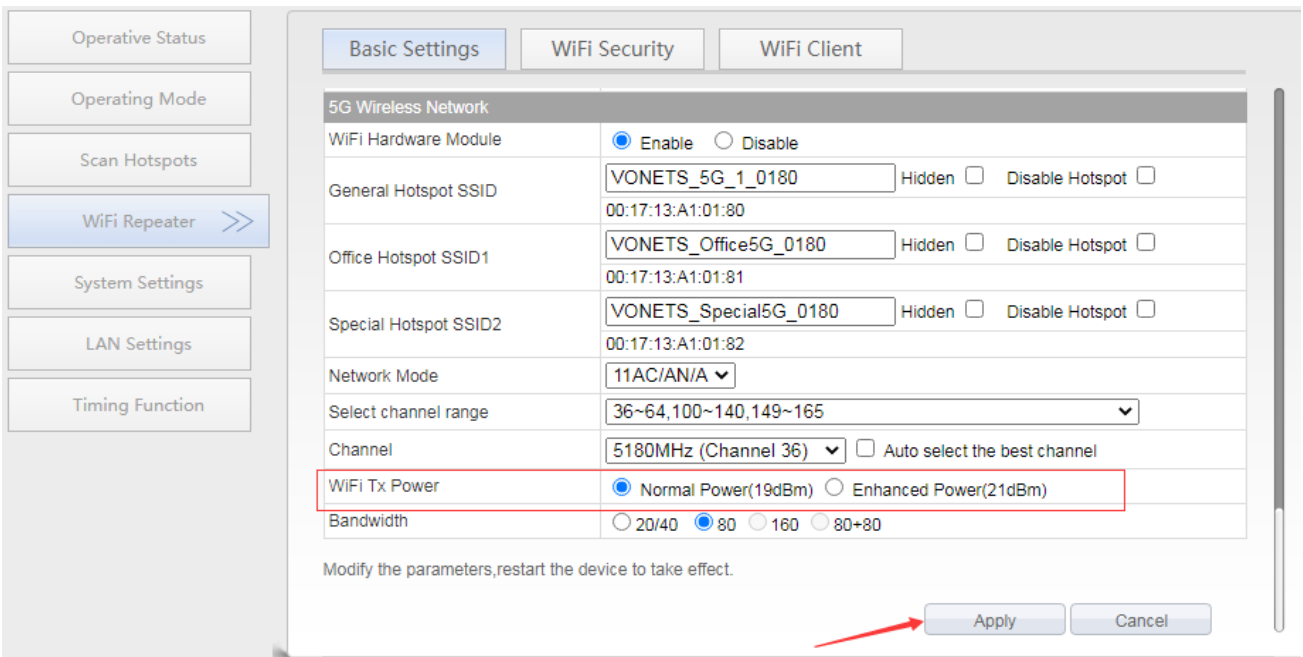 Operative Status
Operating Mode
Scan Hotspots
WiFi Repeater
System Settings
LAN Settings
Timing Function
Basic Settings WiFi Security WiFi Client
5G Wireless Network
WiFi Hardware Module Enable Disable
General Hotspot SSID VONETS_5G_1_0180 Hidden Disable Hotspot
00:17:13:A1:01:80
Office Hotspot SSID1 VONETS_Office5G_0180 Hidden Disable Hotspot
00:17:13:A1:01:81
Special Hotspot SSID2 VONETS_Special5G_0180 Hidden Disable Hotspot
00:17:13:A1:01:82
Network Mode 11AC/AN/A
Select channel range 36~64,100~140,149~165
Channel 5180MHz (Channel 36) Auto select the best channel
WiFi Tx Power Normal Power(19dBm) Enhanced Power(21dBm)
Bandwidth 20/40 80 160 80+80
Modify the parameters,restart the device to take effect.
Apply Cancel